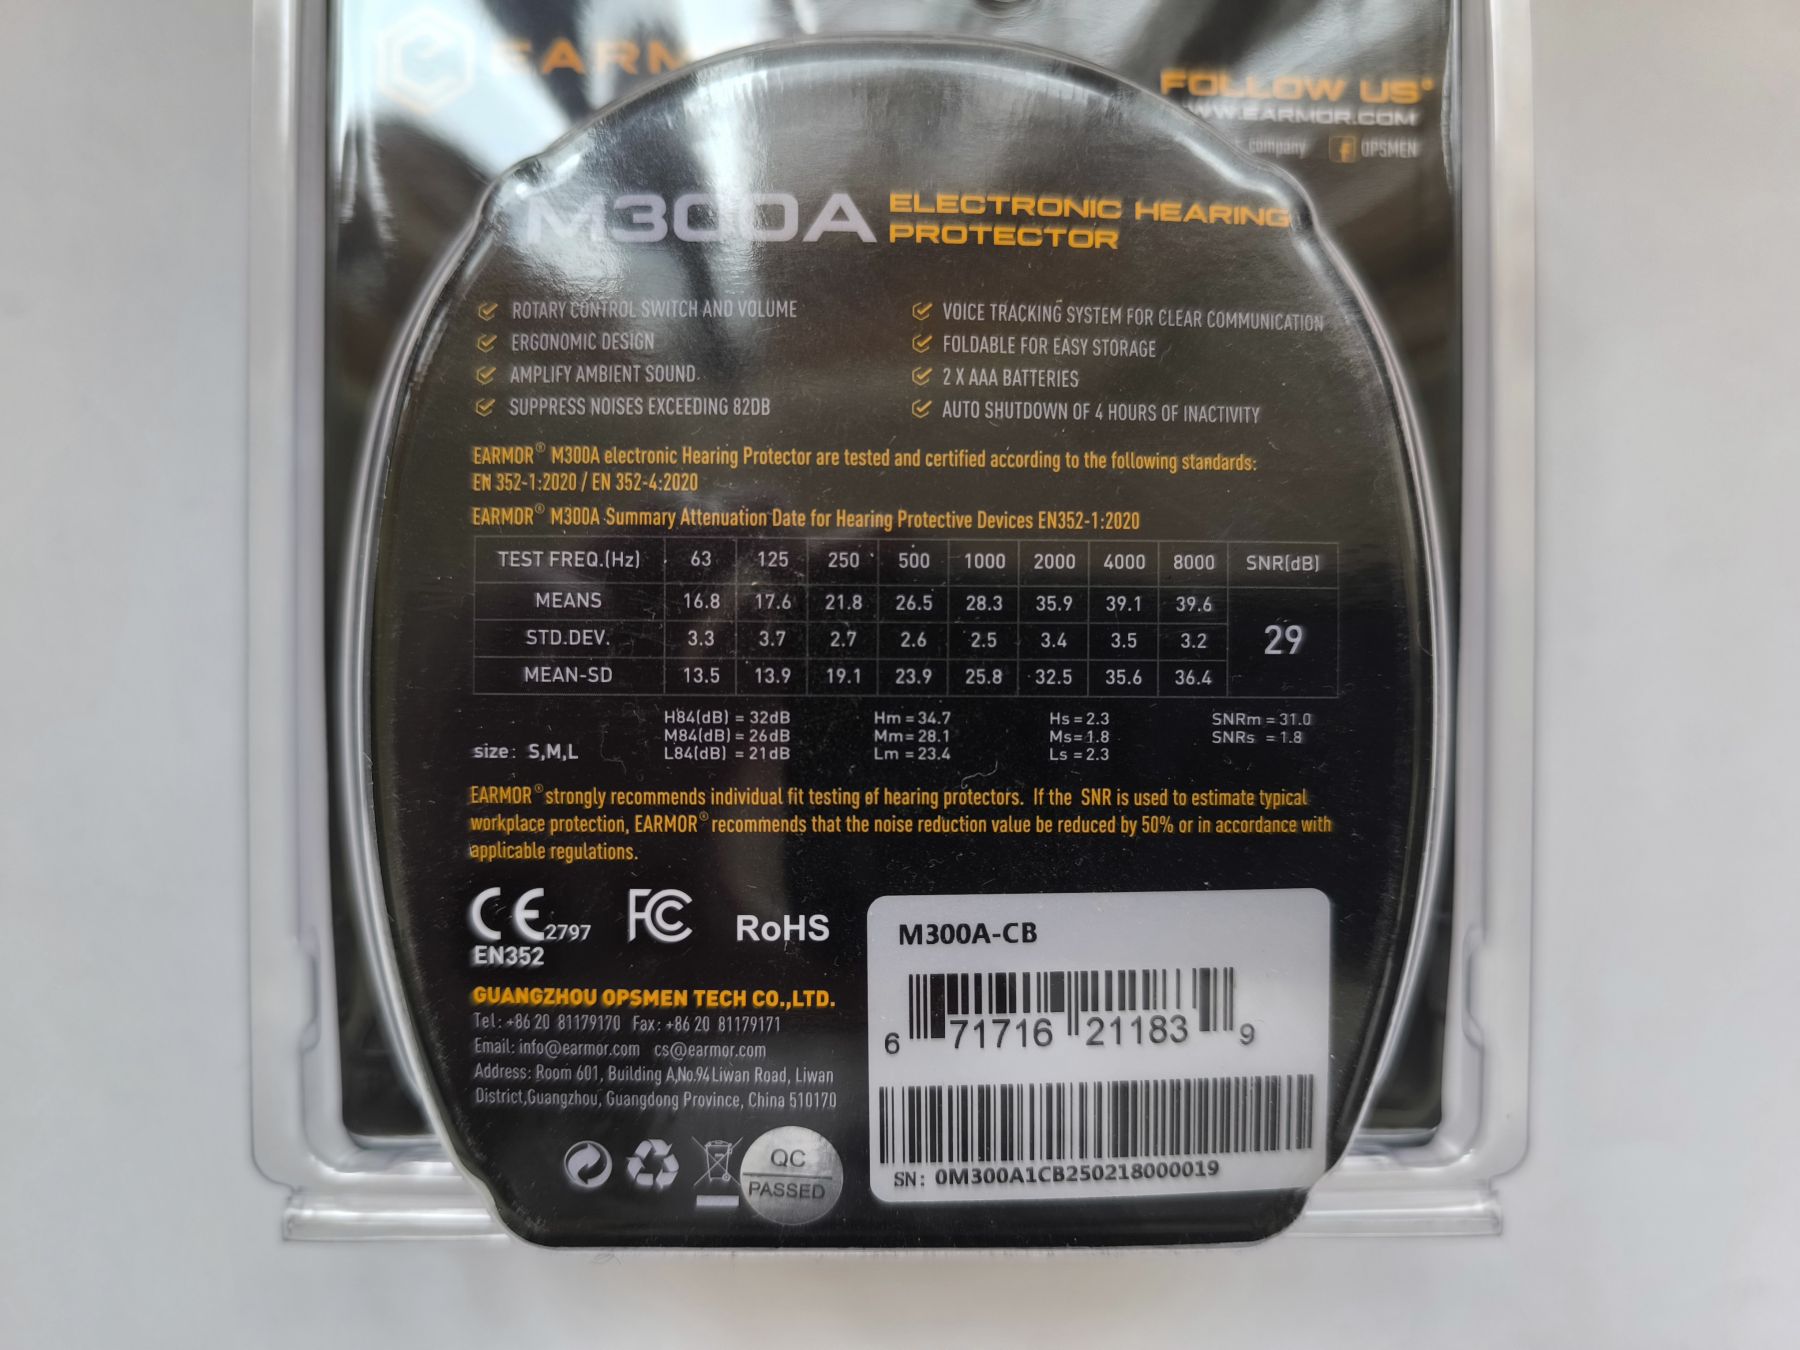 FOLLOW US
WWW.EARMOR.COM
company
OPSMEN
M300A ELECTRONIC HEARING
PROTECTOR
ROTARY CONTROL SWITCH AND VOLUME
ERGONOMIC DESIGN
AMPLIFY AMBIENT SOUND.
SUPPRESS NOISES EXCEEDING 82DB
VOICE TRACKING SYSTEM FOR CLEAR COMMUNICATION
FOLDABLE FOR EASY STORAGE
2 X AAA BATTERIES
AUTO SHUTDOWN OF 4 HOURS OF INACTIVITY
EARMOR® M300A electronic Hearing Protector are tested and certified according to the following standards:
EN 352-1:2020 / EN 352-4:2020
EARMOR® M300A Summary Attenuation Date for Hearing Protective Devices EN352-1:2020
TEST FREQ.(Hz) 63 125 250 500 1000 2000 4000 8000 SNR(dB)
MEANS 16.8 17.6 21.8 26.5 28.3 35.9 39.1 39.6
STD.DEV. 3.3 3.7 2.7 2.6 2.5 3.4 3.5 3.2 29
MEAN-SD 13.5 13.9 19.1 23.9 25.8 32.5 35.6 36.4
H84(dB) = 32dB Hm = 34.7 Hs = 2.3 SNRm = 31.0
M84(dB) = 26dB Mm = 28.1 Ms = 1.8 SNRs = 1.8
size: S,M,L L84(dB) = 21dB Lm = 23.4 Ls = 2.3
EARMOR® strongly recommends individual fit testing of hearing protectors. If the SNR is used to estimate typical
workplace protection, EARMOR® recommends that the noise reduction value be reduced by 50% or in accordance with
applicable regulations.
CE 2797
EN352
FC
RoHS
GUANGZHOU OPSMEN TECH CO.,LTD.
Tel: +86 20 81179170 Fax: +86 20 81179171
Email: info@earmor.com cs@earmor.com
Address: Room 601, Building A,No.94 Liwan Road, Liwan
District,Guangzhou, Guangdong Province, China 510170
QC
PASSED
M300A-CB
6 71716 21183 9
SN: 0M300A1CB250218000019